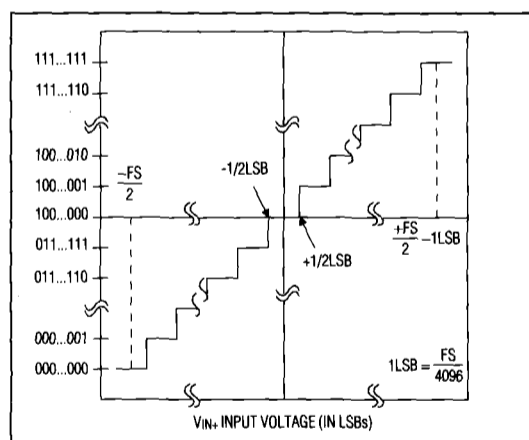 111...111
111...110
100...010
100...001
100...000
011...111
011...110
000...001
000...000
-FS
2
-1/2LSB
+1/2LSB
+FS
2
-1LSB
1LSB = FS
4096
VIN+ INPUT VOLTAGE (IN LSBs)